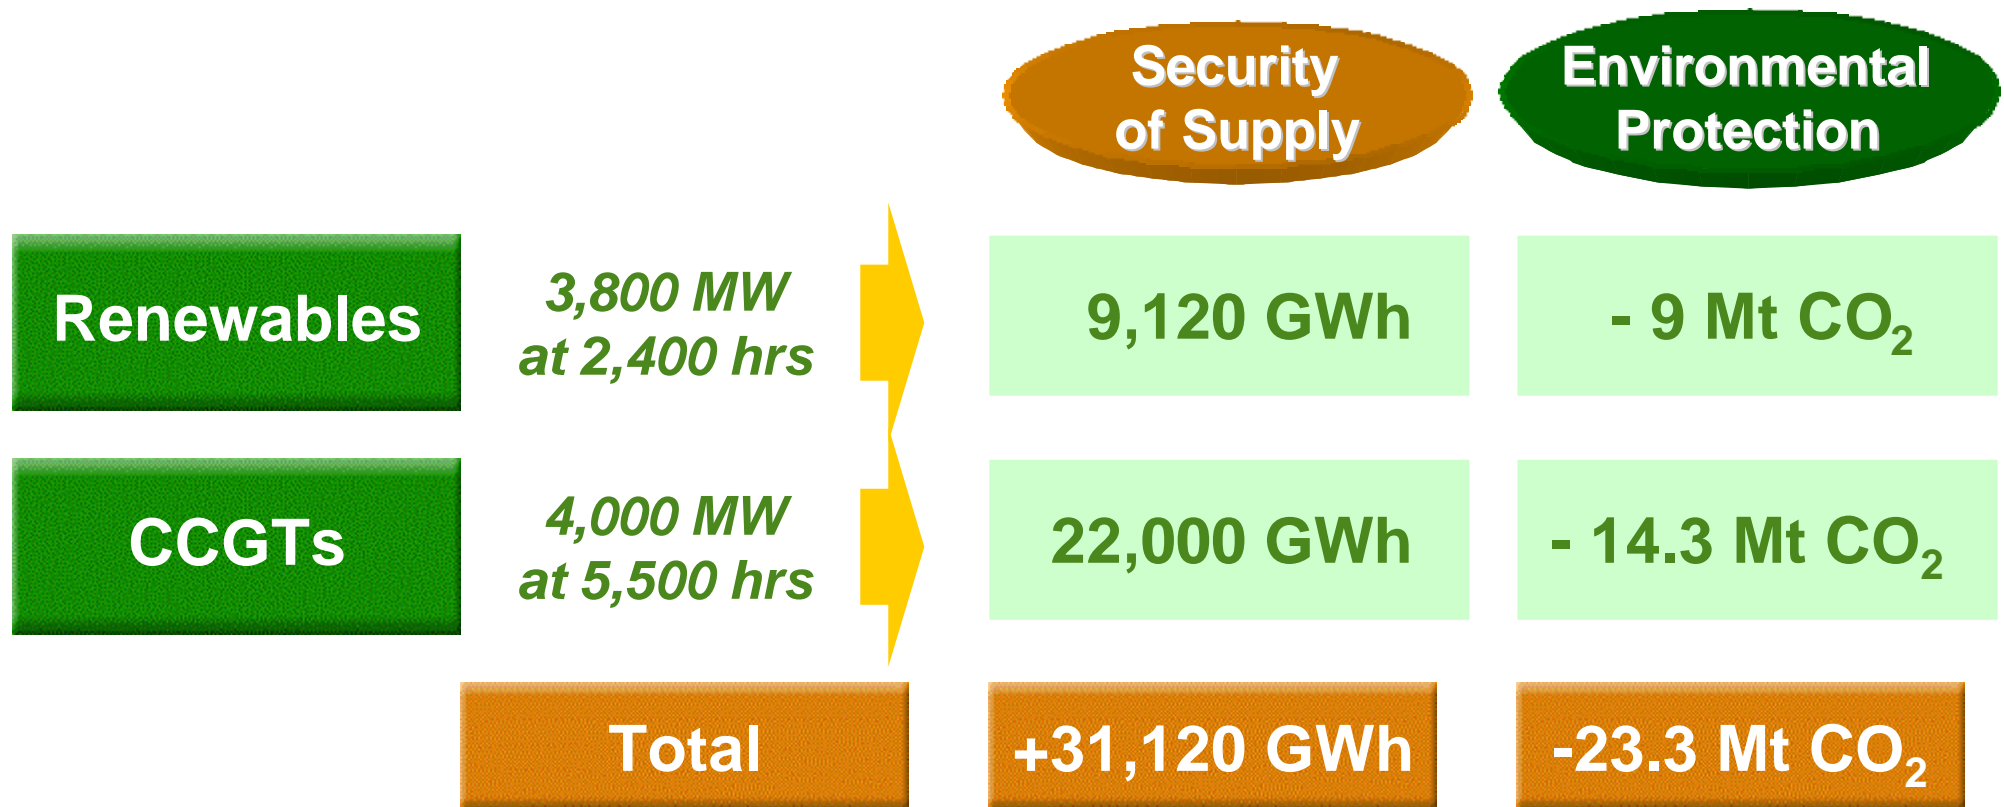 Security
of Supply
Environmental
Protection
Renewables
3,800 MW
at 2,400 hrs
9,120 GWh
- 9 Mt CO₂
CCGTs
4,000 MW
at 5,500 hrs
22,000 GWh
- 14.3 Mt CO₂
Total
+31,120 GWh
-23.3 Mt CO₂